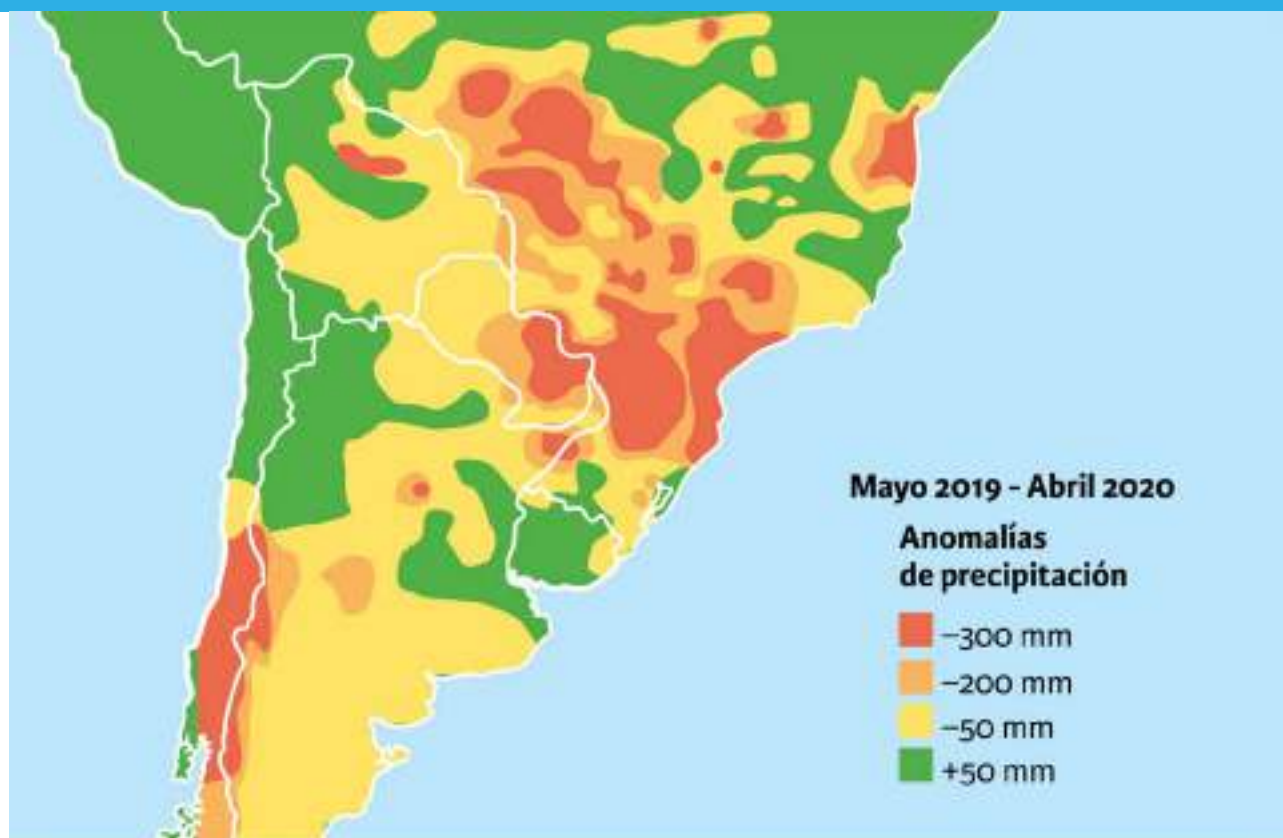 Mayo 2019 - Abril 2020
Anomalías
de precipitación
–300 mm
–200 mm
–50 mm
+50 mm